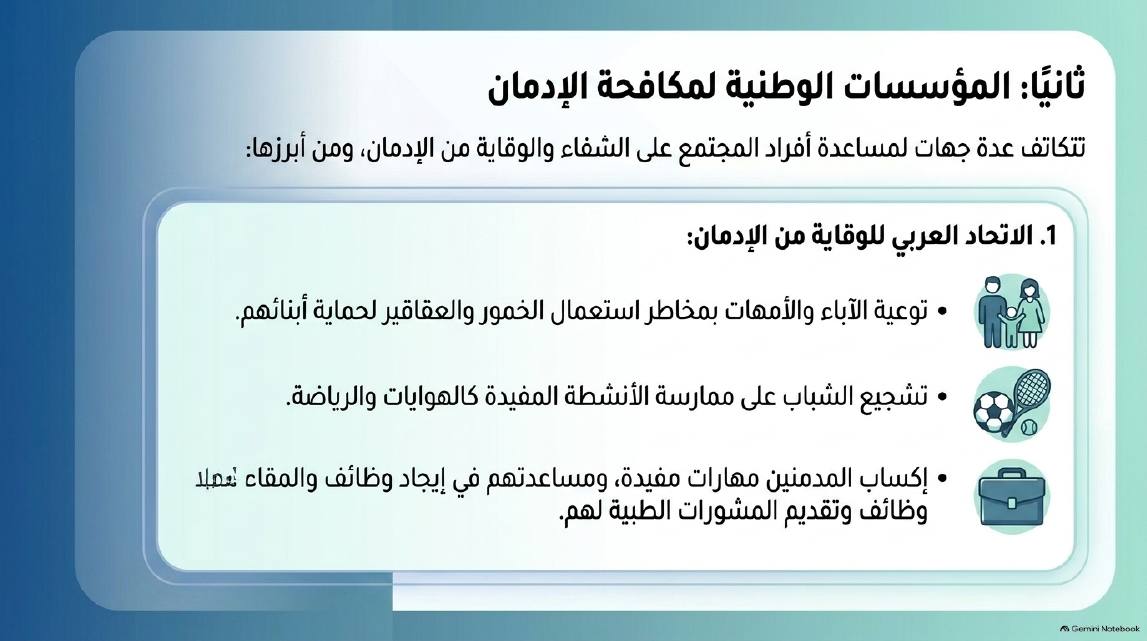 ثانيًا: المؤسسات الوطنية لمكافحة الإدمان
تتكاتف عدة جهات لمساعدة أفراد المجتمع على الشفاء والوقاية من الإدمان، ومن أبرزها:
1. الاتحاد العربي للوقاية من الإدمان:
• توعية الآباء والأمهات بمخاطر استعمال الخمور والعقاقير لحماية أبنائهم.
• تشجيع الشباب على ممارسة الأنشطة المفيدة كالهوايات والرياضة.
• إكساب المدمنين مهارات مفيدة، ومساعدتهم في إيجاد وظائف والمقاء
وظائف وتقديم المشورات الطبية لهم.
Gemini Notebook